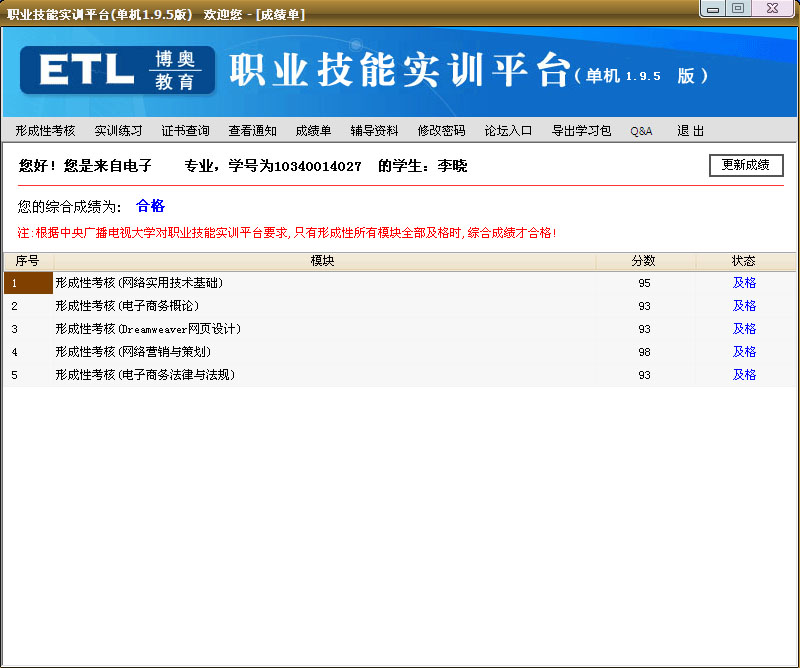 职业技能实训平台(单机1.9.5版) 欢迎您 - [成绩单]
ETL 博奥教育 职业技能实训平台(单机1.9.5 版)
形成性考核 实训练习 证书查询 查看通知 成绩单 辅导资料 修改密码 论坛入口 导出学习包 Q&A 退出
您好！您是来自电子 专业，学号为10340014027 的学生：李晓 更新成绩
您的综合成绩为： 合格
注:根据中央广播电视大学对职业技能实训平台要求,只有形成性所有模块全部及格时,综合成绩才合格!
序号 模块 分数 状态
1 形成性考核(网络实用技术基础) 95 及格
2 形成性考核(电子商务概论) 93 及格
3 形成性考核(Dreamweaver网页设计) 93 及格
4 形成性考核(网络营销与策划) 98 及格
5 形成性考核(电子商务法律与法规) 93 及格